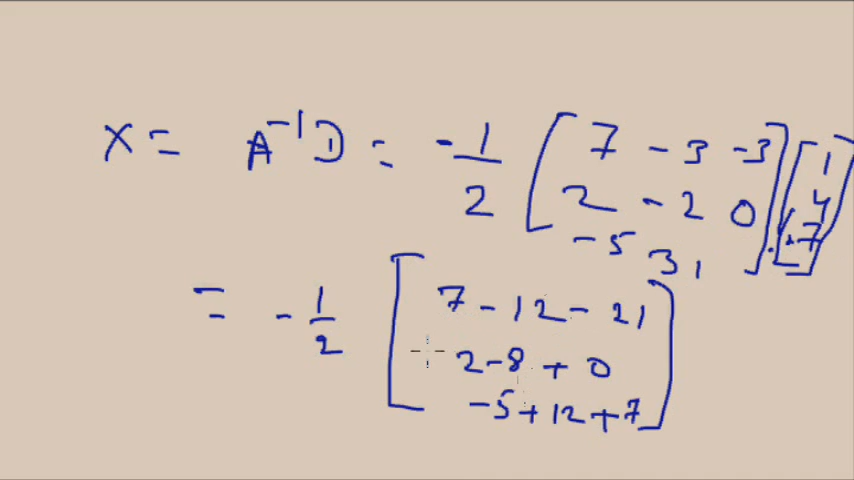 X = A⁻¹D = -1/2 [7 -3 -3; 2 -2 0; -5 3 1] [1; 4; 7]
= -1/2 [7 - 12 - 21; 2 - 8 + 0; -5 + 12 + 7]